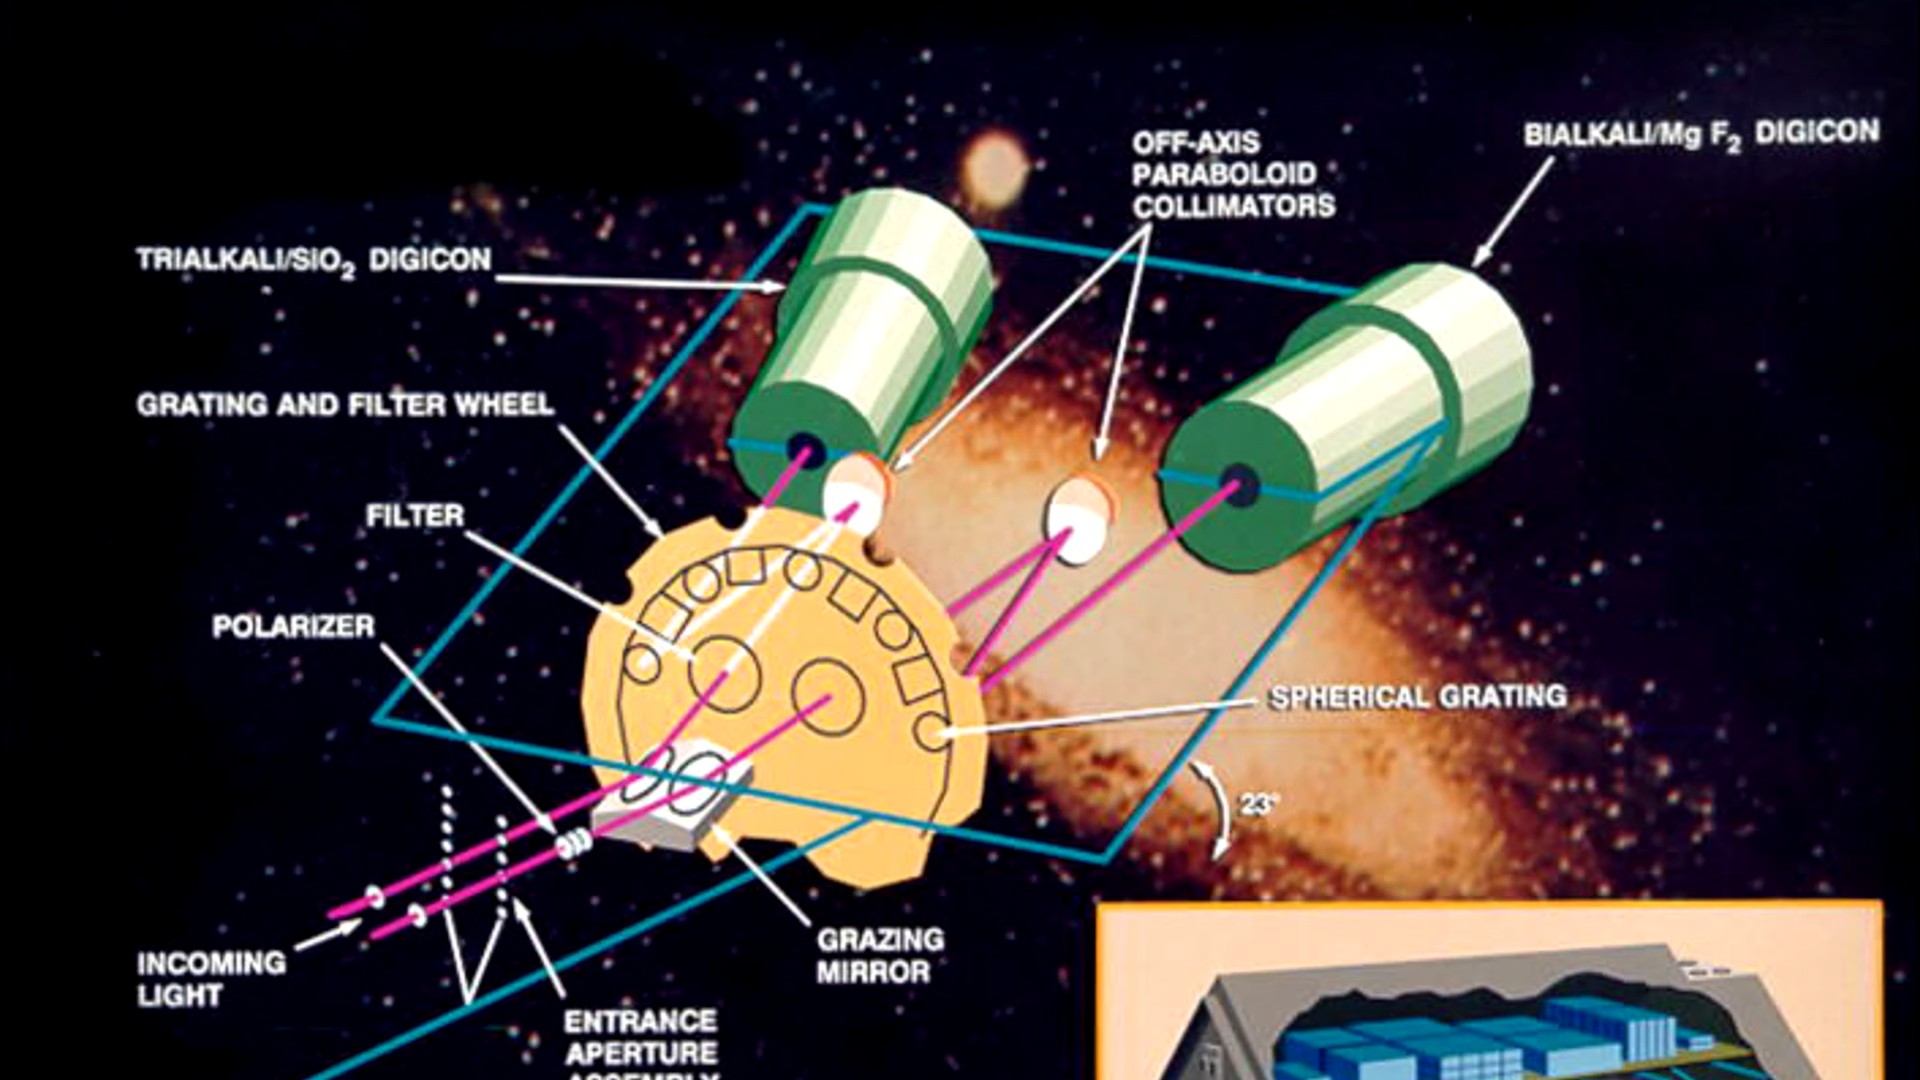 OFF-AXIS
PARABOLOID
COLLIMATORS
BIALKALI/Mg F₂ DIGICON
TRIALKALI/SIO₂ DIGICON
GRATING AND FILTER WHEEL
FILTER
POLARIZER
SPHERICAL GRATING
23°
INCOMING
LIGHT
GRAZING
MIRROR
ENTRANCE
APERTURE
ASSEMBLY